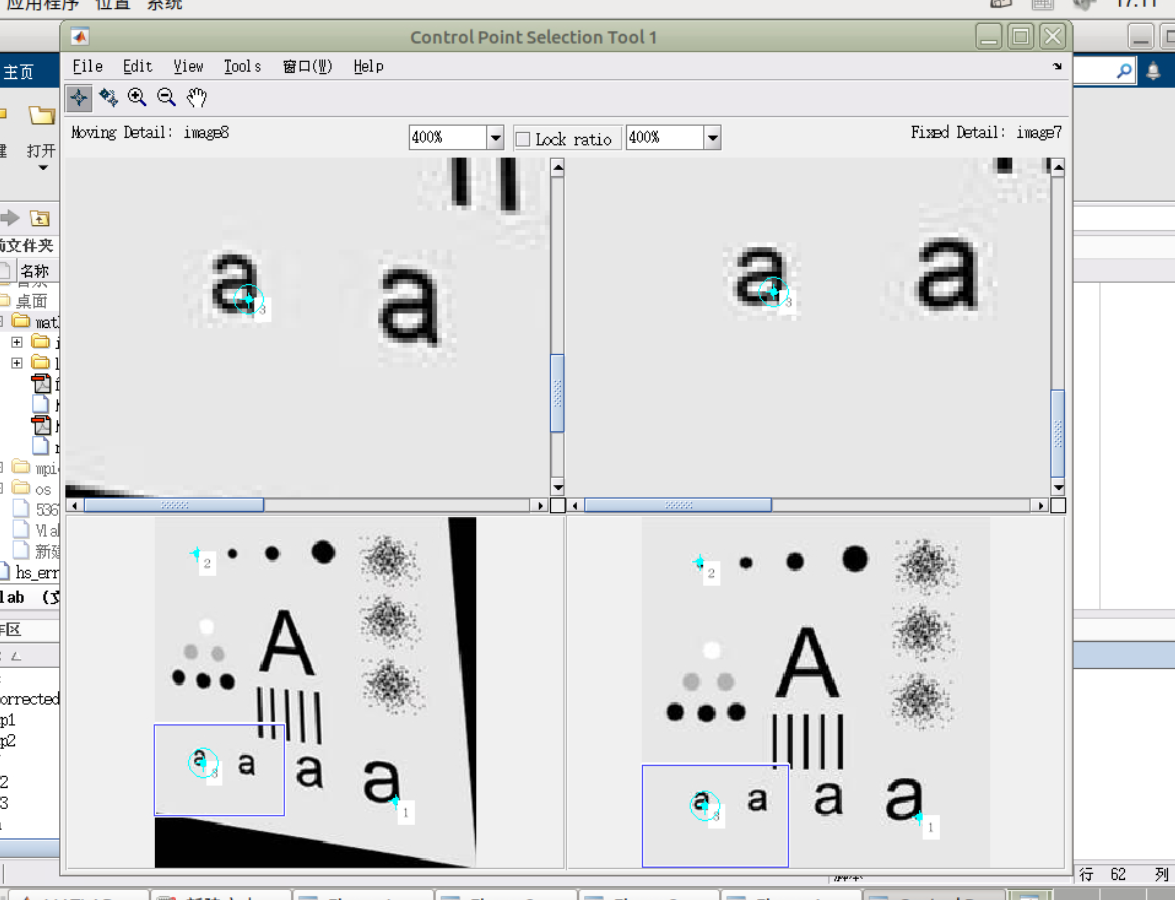 应用程序 位置 系统
17:11
Control Point Selection Tool 1
主页
File Edit View Tools 窗口(W) Help
打开
Moving Detail: image8
400%
Lock ratio
400%
Fixed Detail: image7
文件夹
名称
桌面
a a
3
a a
3
mpi
os
536
新建
hs_err
lab
作区
2
A
a a a a
3
1
2
A
a a a a
3
1
orrected
p1
p2
2
3
行 62 列